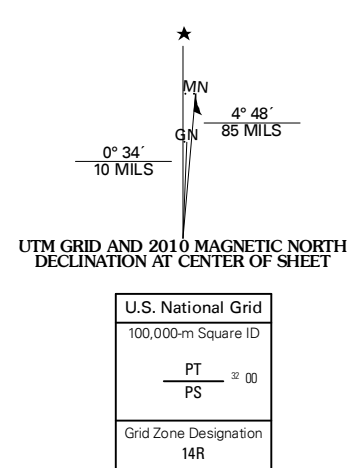 ★
MN
4° 48´
85 MILS
GN
0° 34´
10 MILS
UTM GRID AND 2010 MAGNETIC NORTH
DECLINATION AT CENTER OF SHEET
U.S. National Grid
100,000-m Square ID
PT
32 00
PS
Grid Zone Designation
14R